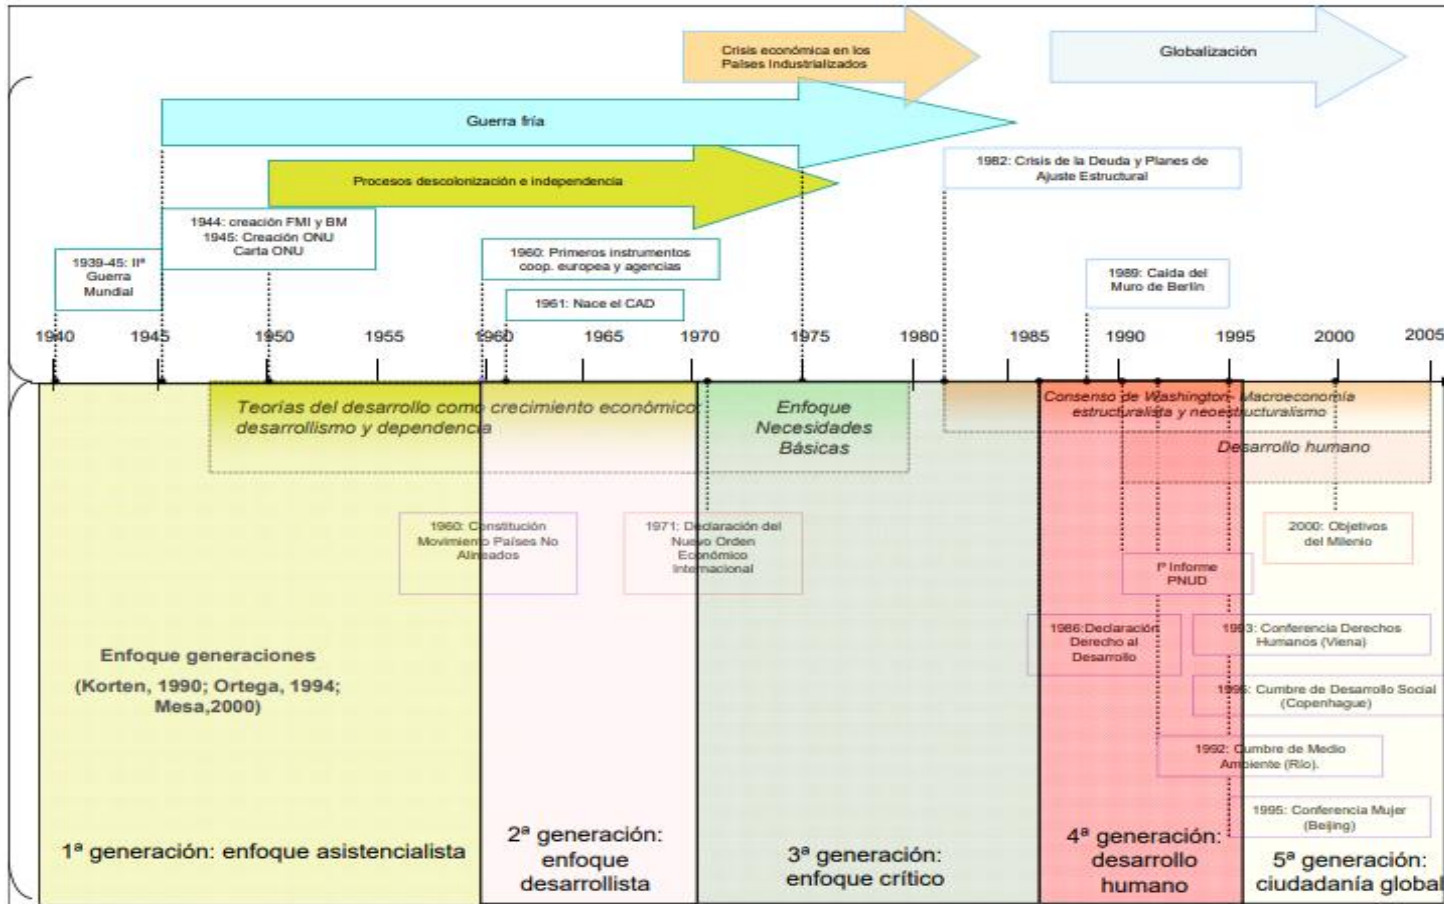 Crisis económica en los
Países Industrializados
Globalización
Guerra fría
Procesos descolonización e independencia
1982: Crisis de la Deuda y Planes de
Ajuste Estructural
1944: creación FMI y BM
1945: Creación ONU
Carta ONU
1939-45: IIª
Guerra
Mundial
1960: Primeros instrumentos
coop. europea y agencias
1961: Nace el CAD
1989: Caída del
Muro de Berlín
1940 1945 1950 1955 1960 1965 1970 1975 1980 1985 1990 1995 2000 2005
Teorías del desarrollo como crecimiento económico:
desarrollismo y dependencia
Enfoque
Necesidades
Básicas
Consenso de Washington- Macroeconomía
estructuralista y neoestructuralismo
Desarrollo humano
1960: Constitución
Movimiento Países No
Alineados
1971: Declaración del
Nuevo Orden
Económico
Internacional
2000: Objetivos
del Milenio
Iº Informe
PNUD
1986:Declaración
Derecho al
Desarrollo
1993: Conferencia Derechos
Humanos (Viena)
1995: Cumbre de Desarrollo Social
(Copenhague)
1992: Cumbre de Medio
Ambiente (Río).
1995: Conferencia Mujer
(Beijing)
Enfoque generaciones
(Korten, 1990; Ortega, 1994;
Mesa,2000)
1ª generación: enfoque asistencialista
2ª generación:
enfoque
desarrollista
3ª generación:
enfoque crítico
4ª generación:
desarrollo
humano
5ª generación:
ciudadanía global